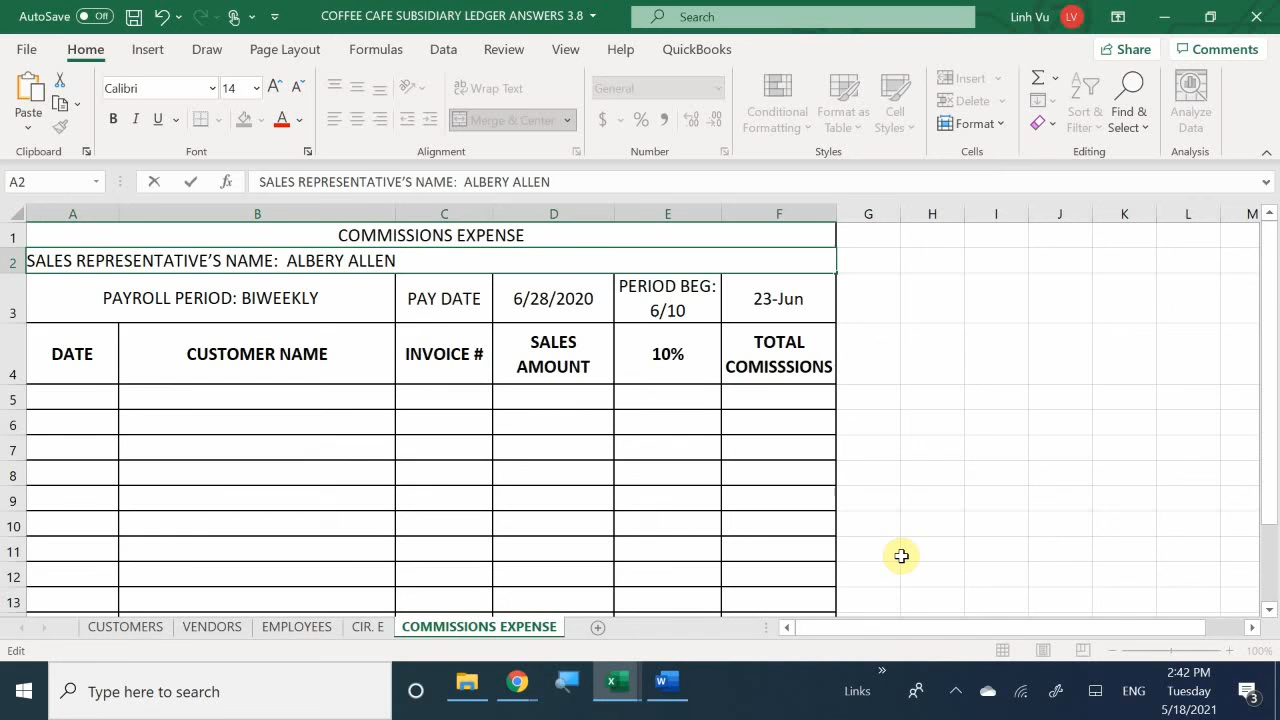 AutoSave Off COFFEE CAFE SUBSIDIARY LEDGER ANSWERS 3.8 Search Linh Vu LV
File Home Insert Draw Page Layout Formulas Data Review View Help QuickBooks Share Comments
Paste
Calibri 14
B I U A
Wrap Text
Merge & Center
General
$ %
Conditional Formatting
Format as Table
Cell Styles
Insert
Delete
Format
Sort & Filter
Find & Select
Analyze Data
Clipboard Font Alignment Number Styles Cells Editing Analysis
A2 fx SALES REPRESENTATIVE’S NAME: ALBERY ALLEN
A B C D E F G H I J K L M
1 COMMISSIONS EXPENSE
2 SALES REPRESENTATIVE’S NAME: ALBERY ALLEN
3 PAYROLL PERIOD: BIWEEKLY PAY DATE 6/28/2020 PERIOD BEG: 6/10 23-Jun
4 DATE CUSTOMER NAME INVOICE # SALES AMOUNT 10% TOTAL COMISSSIONS
5
6
7
8
9
10
11
12
13
CUSTOMERS VENDORS EMPLOYEES CIR. E COMMISSIONS EXPENSE
Edit 100%
Type here to search Links ENG 2:42 PM
Tuesday
5/18/2021
3